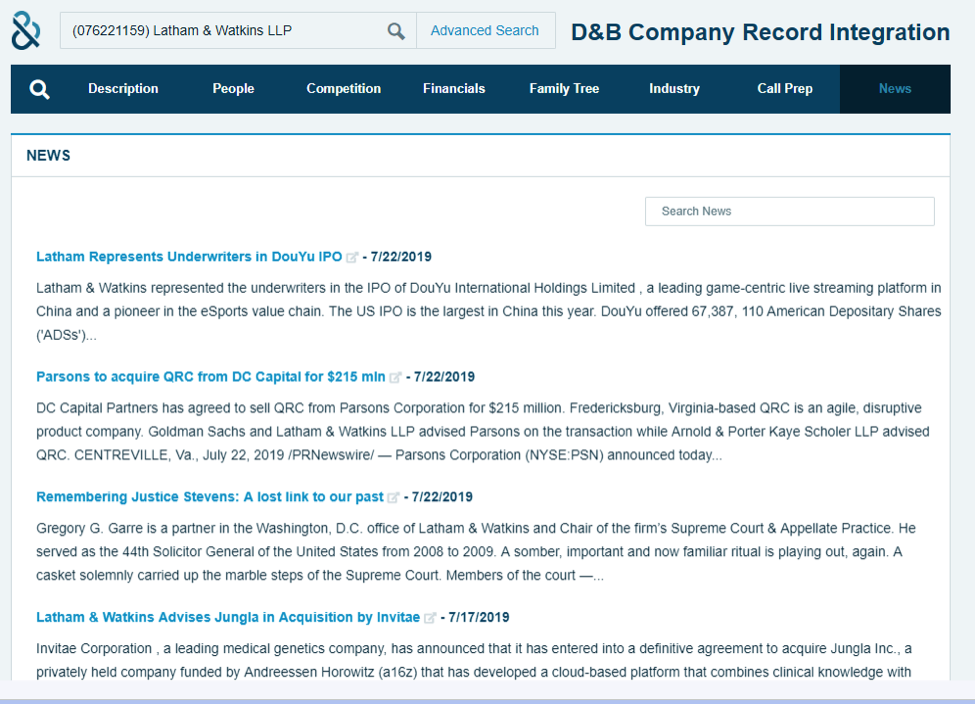 (076221159) Latham & Watkins LLP
Advanced Search
D&B Company Record Integration
Description People Competition Financials Family Tree Industry Call Prep News
NEWS
Search News
Latham Represents Underwriters in DouYu IPO - 7/22/2019
Latham & Watkins represented the underwriters in the IPO of DouYu International Holdings Limited , a leading game-centric live streaming platform in
China and a pioneer in the eSports value chain. The US IPO is the largest in China this year. DouYu offered 67,387, 110 American Depositary Shares
('ADSs')...
Parsons to acquire QRC from DC Capital for $215 mln - 7/22/2019
DC Capital Partners has agreed to sell QRC from Parsons Corporation for $215 million. Fredericksburg, Virginia-based QRC is an agile, disruptive
product company. Goldman Sachs and Latham & Watkins LLP advised Parsons on the transaction while Arnold & Porter Kaye Scholer LLP advised
QRC. CENTREVILLE, Va., July 22, 2019 /PRNewswire/ — Parsons Corporation (NYSE:PSN) announced today...
Remembering Justice Stevens: A lost link to our past - 7/22/2019
Gregory G. Garre is a partner in the Washington, D.C. office of Latham & Watkins and Chair of the firm's Supreme Court & Appellate Practice. He
served as the 44th Solicitor General of the United States from 2008 to 2009. A somber, important and now familiar ritual is playing out, again. A
casket solemnly carried up the marble steps of the Supreme Court. Members of the court —...
Latham & Watkins Advises Jungla in Acquisition by Invitae - 7/17/2019
Invitae Corporation , a leading medical genetics company, has announced that it has entered into a definitive agreement to acquire Jungla Inc., a
privately held company funded by Andreessen Horowitz (a16z) that has developed a cloud-based platform that combines clinical knowledge with